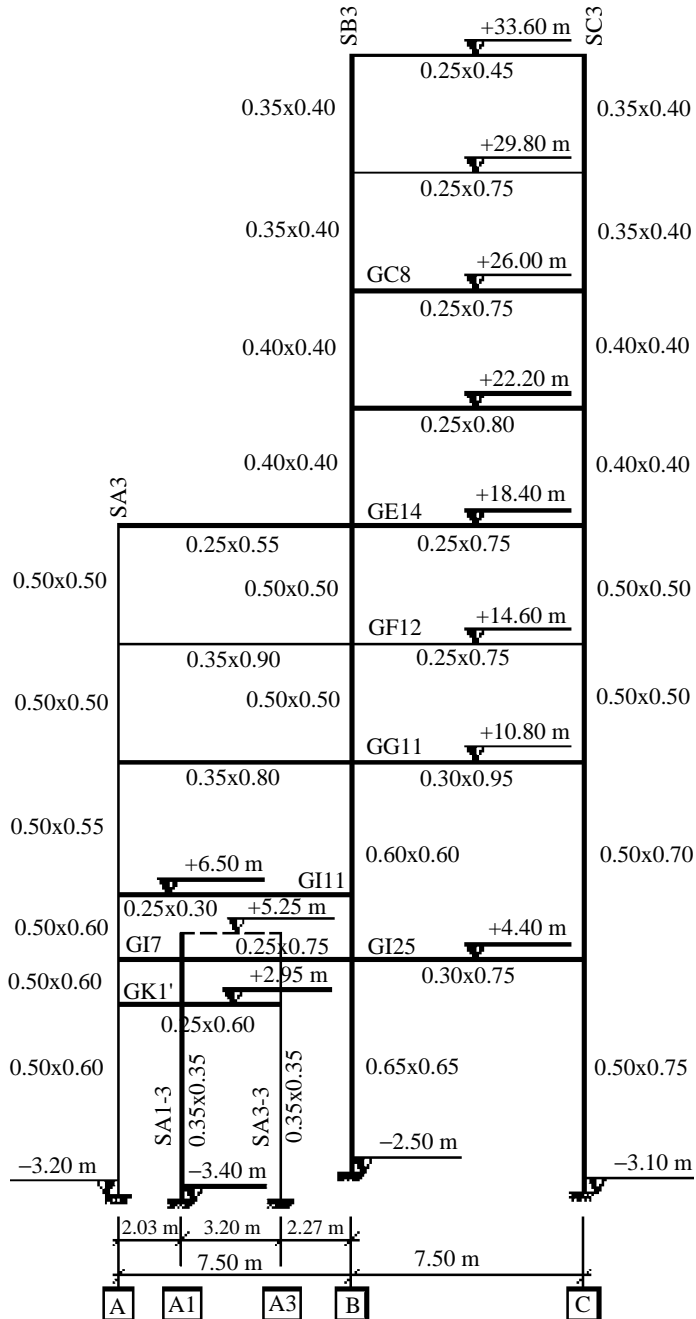 SB3
SC3
+33.60 m
0.25x0.45
0.35x0.40
0.35x0.40
+29.80 m
0.25x0.75
0.35x0.40
0.35x0.40
+26.00 m
GC8
0.25x0.75
0.40x0.40
0.40x0.40
+22.20 m
0.25x0.80
0.40x0.40
0.40x0.40
SA3
+18.40 m
GE14
0.25x0.55
0.25x0.75
0.50x0.50
0.50x0.50
0.50x0.50
+14.60 m
GF12
0.35x0.90
0.25x0.75
0.50x0.50
0.50x0.50
0.50x0.50
+10.80 m
GG11
0.35x0.80
0.30x0.95
0.50x0.55
0.60x0.60
0.50x0.70
+6.50 m
GI11
0.25x0.30
+5.25 m
0.50x0.60
GI7
0.25x0.75
GI25
+4.40 m
0.30x0.75
0.50x0.60
GK1'
+2.95 m
0.25x0.60
0.50x0.60
SA1-3
0.35x0.35
SA3-3
0.35x0.35
0.65x0.65
0.50x0.75
−2.50 m
−3.20 m
−3.40 m
−3.10 m
2.03 m
3.20 m
2.27 m
7.50 m
7.50 m
A
A1
A3
B
C